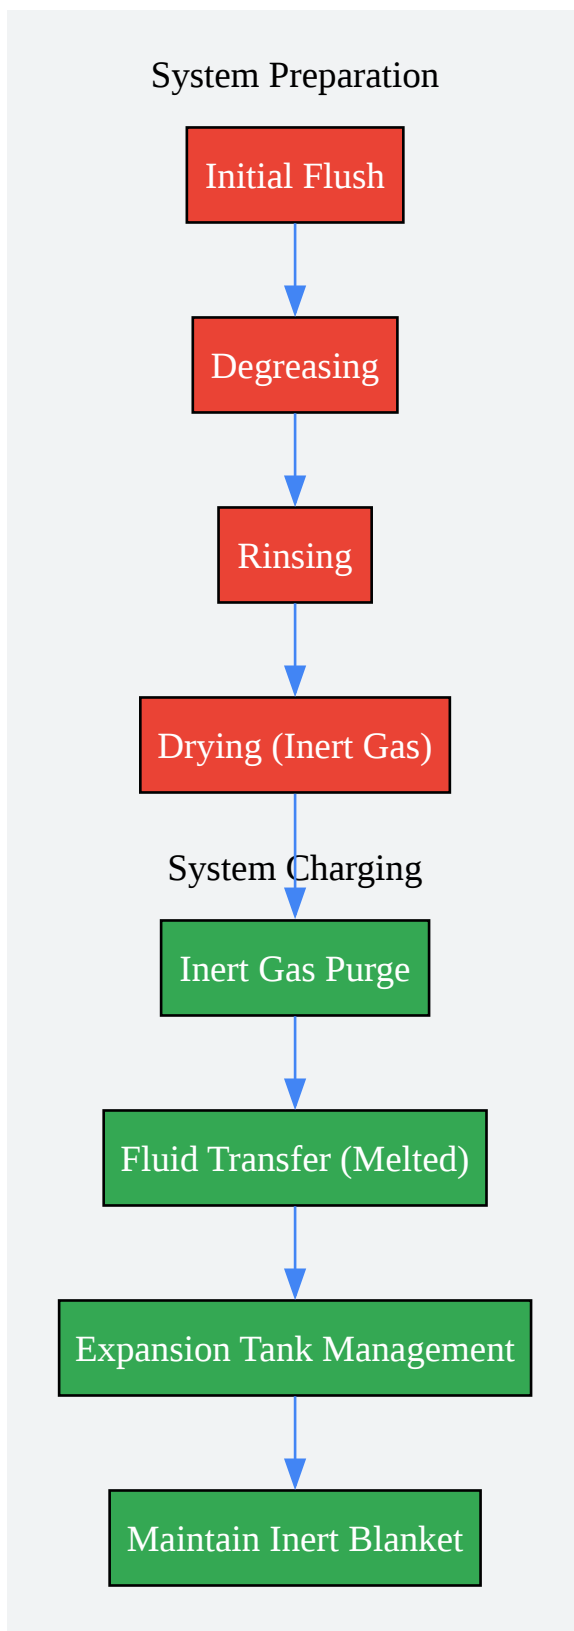 System Preparation
Initial Flush
Degreasing
Rinsing
Drying (Inert Gas)
System Charging
Inert Gas Purge
Fluid Transfer (Melted)
Expansion Tank Management
Maintain Inert Blanket